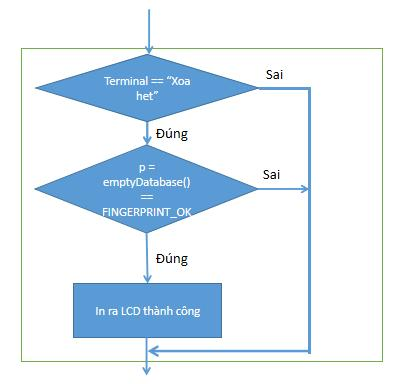 Terminal == “Xoa
het”
Sai
Đúng
p =
emptyDatabase()
==
FINGERPRINT_OK
Sai
Đúng
In ra LCD thành công